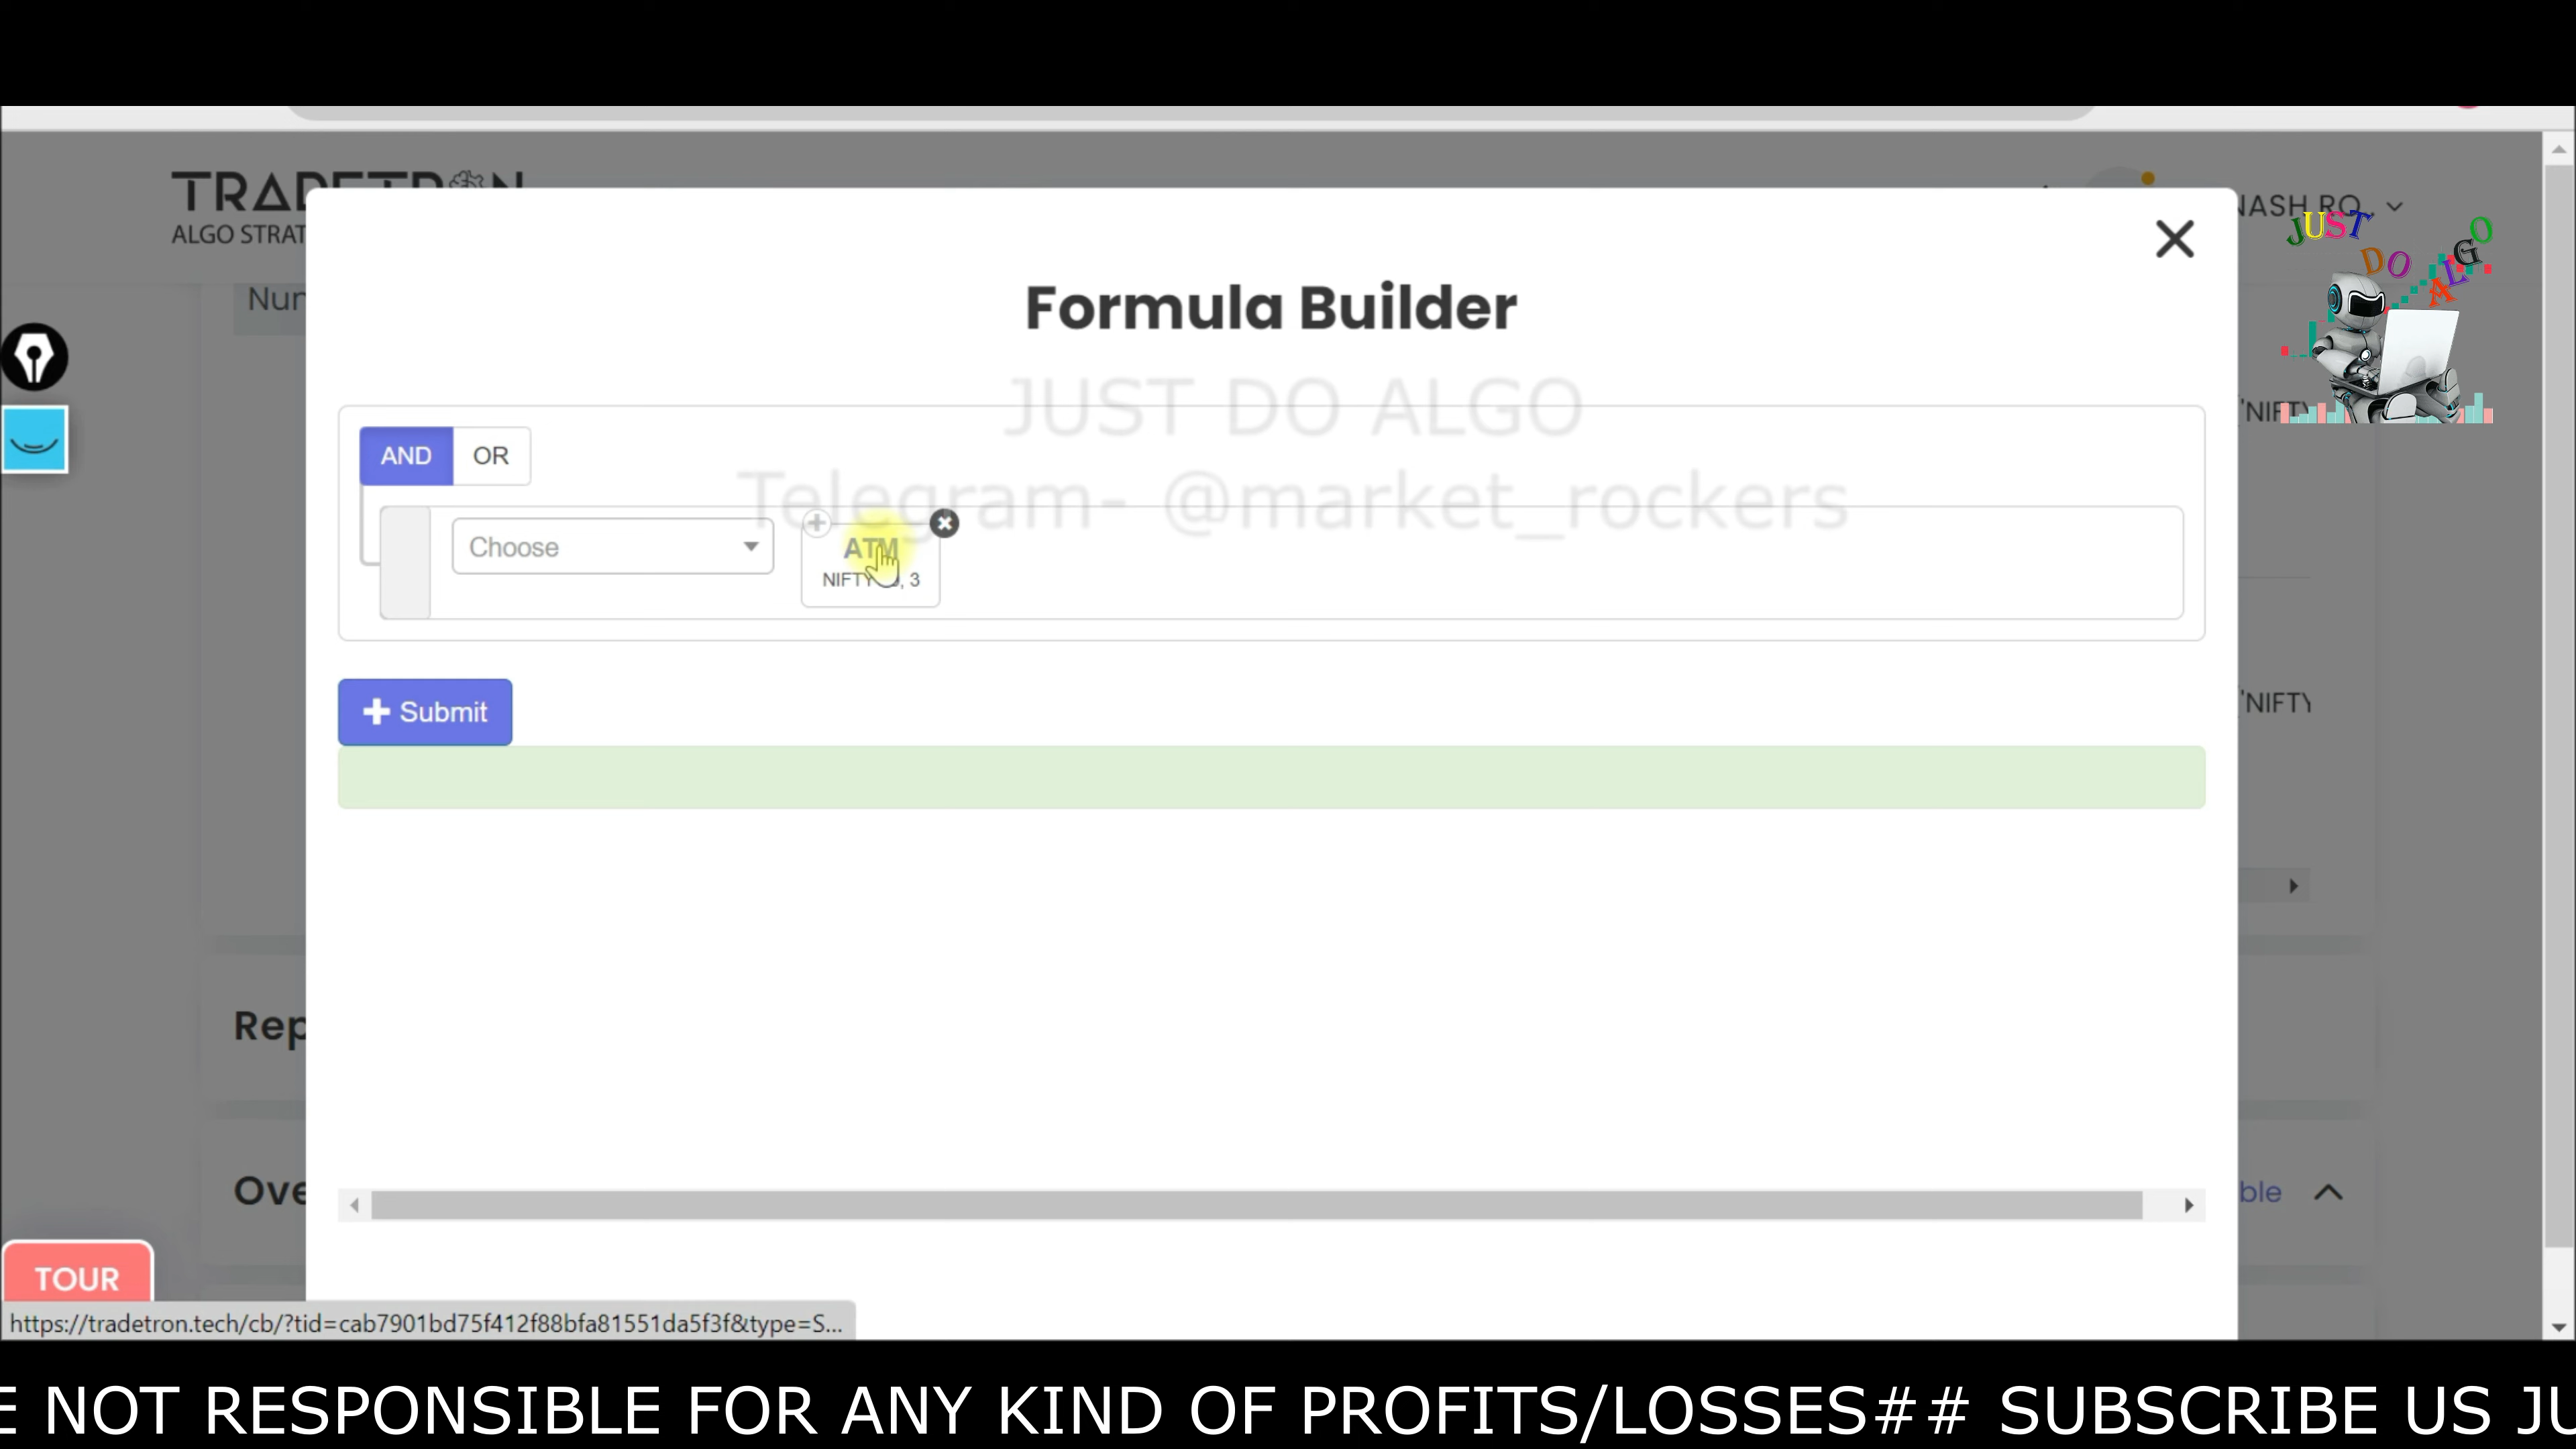 TRADETRON
ALGO STRAT
NASH RO..
JUST
DO
ALGO
Nur
Formula Builder
JUST DO ALGO
Telegram- @market_rockers
AND
OR
Choose
ATM
NIFTY 3
'NIFTY
Submit
'NIFTY
Rep
Ove
ble
TOUR
https://tradetron.tech/cb/?tid=cab7901bd75f412f88bfa81551da5f3f&type=S...
E NOT RESPONSIBLE FOR ANY KIND OF PROFITS/LOSSES## SUBSCRIBE US JU